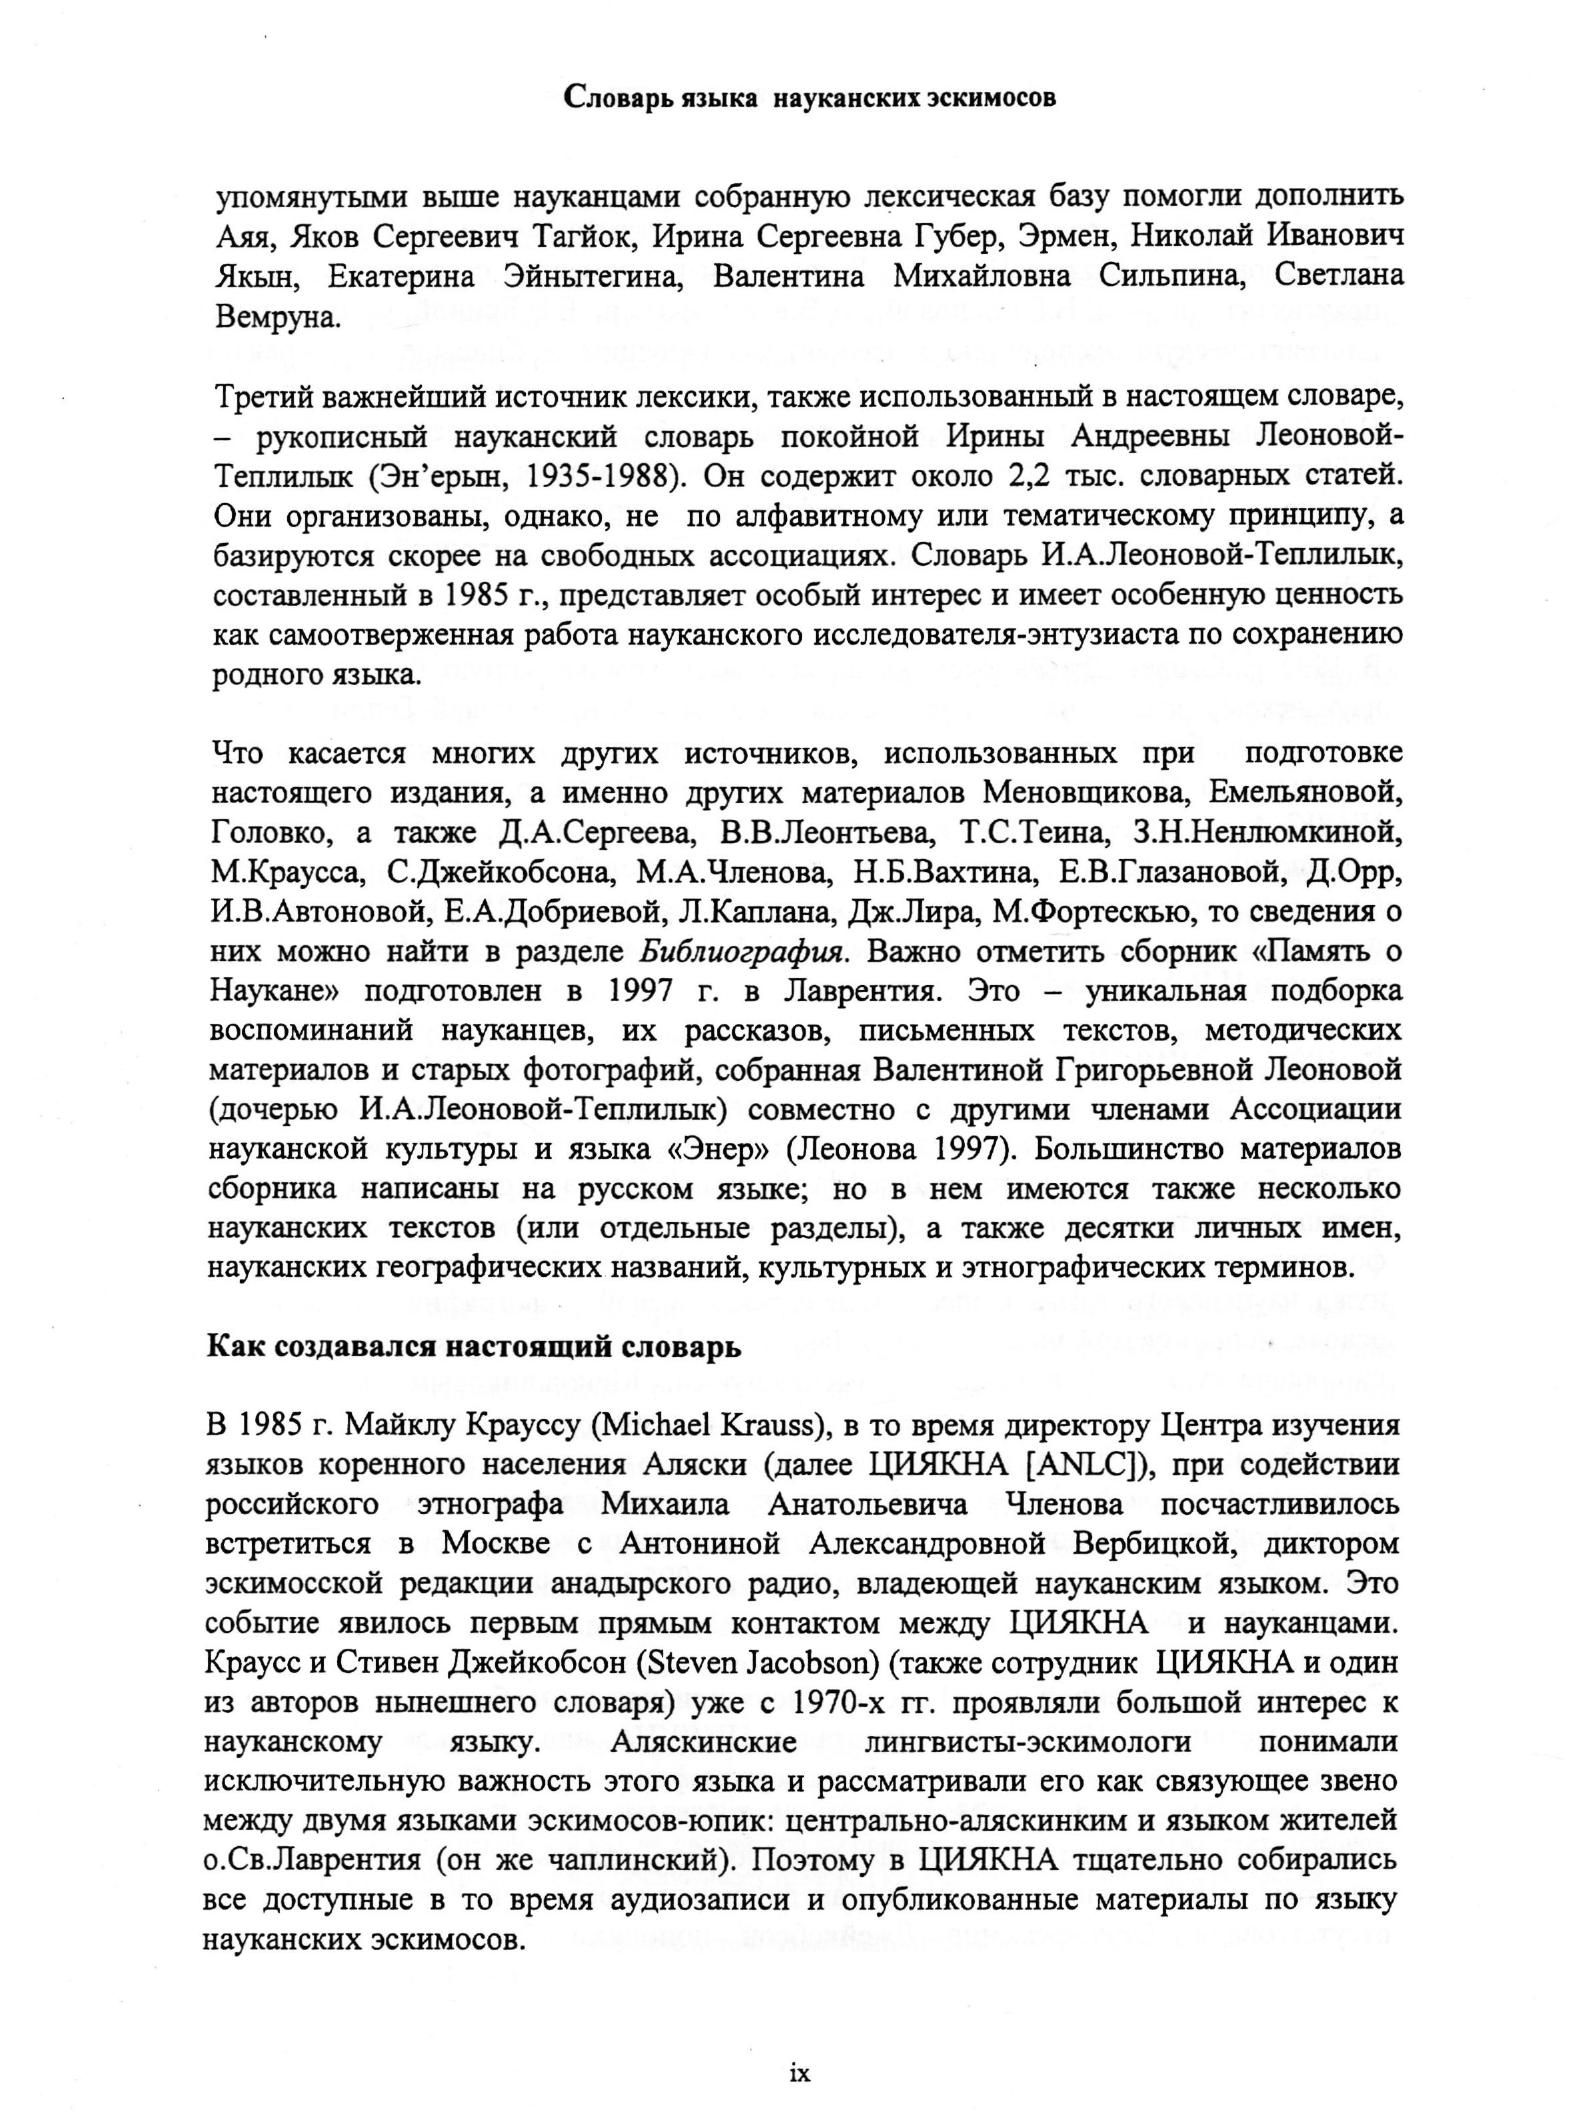 Словарь языка науканских эскимосов
упомянутыми выше науканцами собранную лексическая базу помогли дополнить
Аяя, Яков Сергеевич Тагйок, Ирина Сергеевна Губер, Эрмен, Николай Иванович
Якын, Екатерина Эйнытегина, Валентина Михайловна Сильпина, Светлана
Вемруна.
Третий важнейший источник лексики, также использованный в настоящем словаре,
– рукописный науканский словарь покойной Ирины Андреевны Леоновой-
Теплилык (Эн’ерын, 1935-1988). Он содержит около 2,2 тыс. словарных статей.
Они организованы, однако, не по алфавитному или тематическому принципу, а
базируются скорее на свободных ассоциациях. Словарь И.А.Леоновой-Теплилык,
составленный в 1985 г., представляет особый интерес и имеет особенную ценность
как самоотверженная работа науканского исследователя-энтузиаста по сохранению
родного языка.
Что касается многих других источников, использованных при подготовке
настоящего издания, а именно других материалов Меновщикова, Емельяновой,
Головко, а также Д.А.Сергеева, В.В.Леонтьева, Т.С.Теина, З.Н.Ненлюмкиной,
М.Краусса, С.Джейкобсона, М.А.Членова, Н.Б.Вахтина, Е.В.Глазановой, Д.Орр,
И.В.Автоновой, Е.А.Добриевой, Л.Каплана, Дж.Лира, М.Фортескью, то сведения о
них можно найти в разделе Библиография. Важно отметить сборник «Память о
Наукане» подготовлен в 1997 г. в Лаврентия. Это – уникальная подборка
воспоминаний науканцев, их рассказов, письменных текстов, методических
материалов и старых фотографий, собранная Валентиной Григорьевной Леоновой
(дочерью И.А.Леоновой-Теплилык) совместно с другими членами Ассоциации
науканской культуры и языка «Энер» (Леонова 1997). Большинство материалов
сборника написаны на русском языке; но в нем имеются также несколько
науканских текстов (или отдельные разделы), а также десятки личных имен,
науканских географических названий, культурных и этнографических терминов.
Как создавался настоящий словарь
В 1985 г. Майклу Крауссу (Michael Krauss), в то время директору Центра изучения
языков коренного населения Аляски (далее ЦИЯКНА [ANLC]), при содействии
российского этнографа Михаила Анатольевича Членова посчастливилось
встретиться в Москве с Антониной Александровной Вербицкой, диктором
эскимосской редакции анадырского радио, владеющей науканским языком. Это
событие явилось первым прямым контактом между ЦИЯКНА и науканцами.
Краусс и Стивен Джейкобсон (Steven Jacobson) (также сотрудник ЦИЯКНА и один
из авторов нынешнего словаря) уже с 1970-х гг. проявляли большой интерес к
науканскому языку. Аляскинские лингвисты-эскимологи понимали
исключительную важность этого языка и рассматривали его как связующее звено
между двумя языками эскимосов-юпик: центрально-аляскинким и языком жителей
о.Св.Лаврентия (он же чаплинский). Поэтому в ЦИЯКНА тщательно собирались
все доступные в то время аудиозаписи и опубликованные материалы по языку
науканских эскимосов.
ix